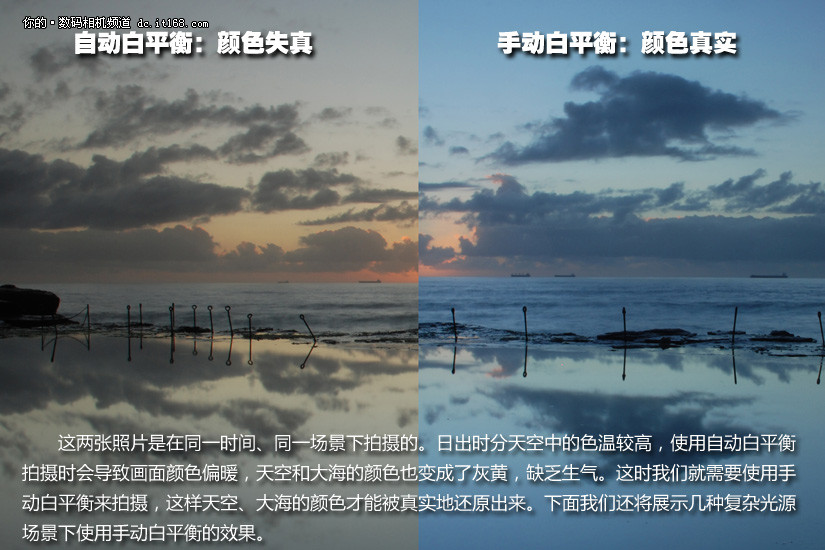 你的·数码相机频道 dc.it168.com
自动白平衡：颜色失真
手动白平衡：颜色真实
这两张照片是在同一时间、同一场景下拍摄的。日出时分天空中的色温较高，使用自动白平衡
拍摄时会导致画面颜色偏暖，天空和大海的颜色也变成了灰黄，缺乏生气。这时我们就需要使用手
动白平衡来拍摄，这样天空、大海的颜色才能被真实地还原出来。下面我们还将展示几种复杂光源
场景下使用手动白平衡的效果。